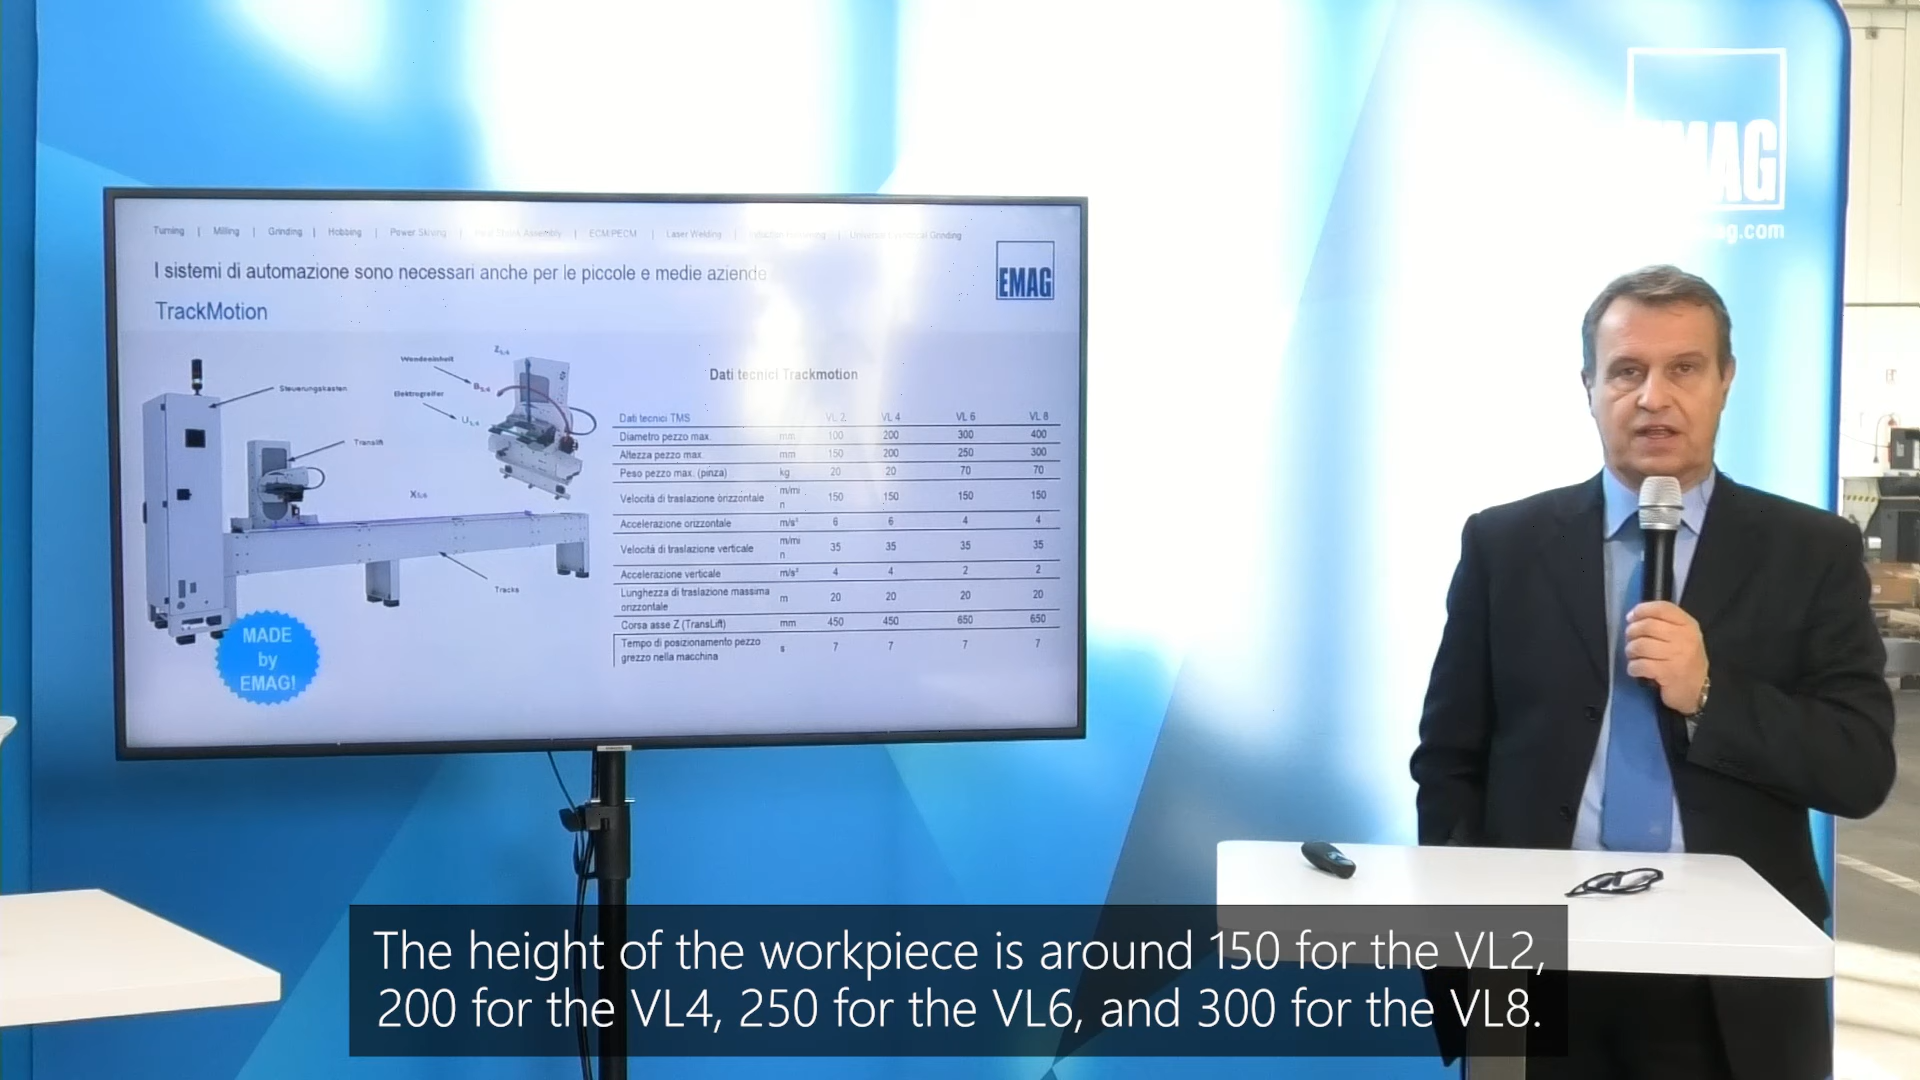 EMAG
Turning | Milling | Grinding | Hobbing | Power Skiving | Assembly | ECM/PECM | Laser Welding | | Grinding
I sistemi di automazione sono necessari anche per le piccole e medie aziende
EMAG
TrackMotion
Steuerungskasten
Translift
Tracks
Wendeeinheit
Elektrogreifer
MADE
by
EMAG!
Dati tecnici Trackmotion
Dati tecnici TMS VL 2 VL 4 VL 6 VL 8
Diametro pezzo max. mm 100 200 300 400
Altezza pezzo max. mm 150 200 250 300
Peso pezzo max. (pinza) kg 20 20 70 70
Velocità di traslazione orizzontale m/min 150 150 150 150
Accelerazione orizzontale m/s² 6 6 4 4
Velocità di traslazione verticale m/min 35 35 35 35
Accelerazione verticale m/s² 4 4 2 2
Lunghezza di traslazione massima
orizzontale m 20 20 20 20
Corsa asse Z (TransLift) mm 450 450 650 650
Tempo di posizionamento pezzo
grezzo nella macchina s 7 7 7 7
The height of the workpiece is around 150 for the VL2,
200 for the VL4, 250 for the VL6, and 300 for the VL8.